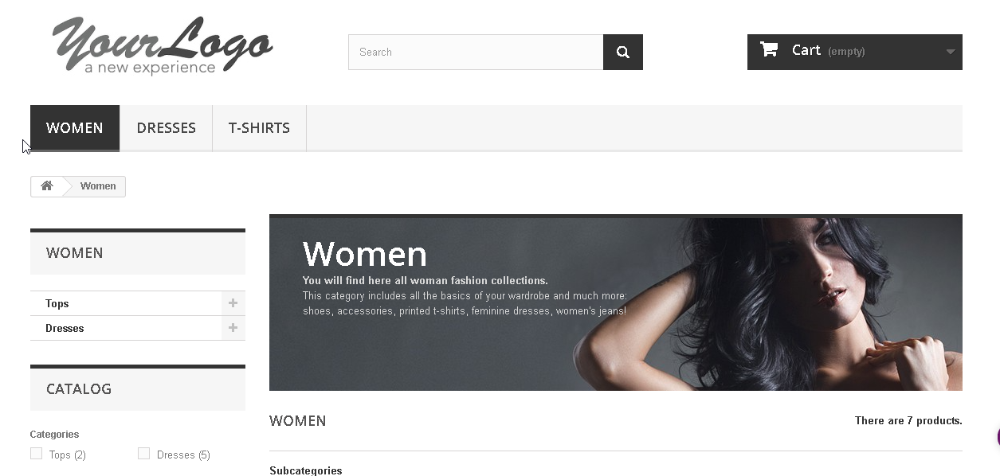 YourLogo
a new experience
Search
Cart (empty)
WOMEN DRESSES T-SHIRTS
Women
WOMEN
Tops
Dresses
CATALOG
Categories
Tops (2) Dresses (5)
Women
You will find here all woman fashion collections.
This category includes all the basics of your wardrobe and much more:
shoes, accessories, printed t-shirts, feminine dresses, women's jeans!
WOMEN There are 7 products.
Subcategories